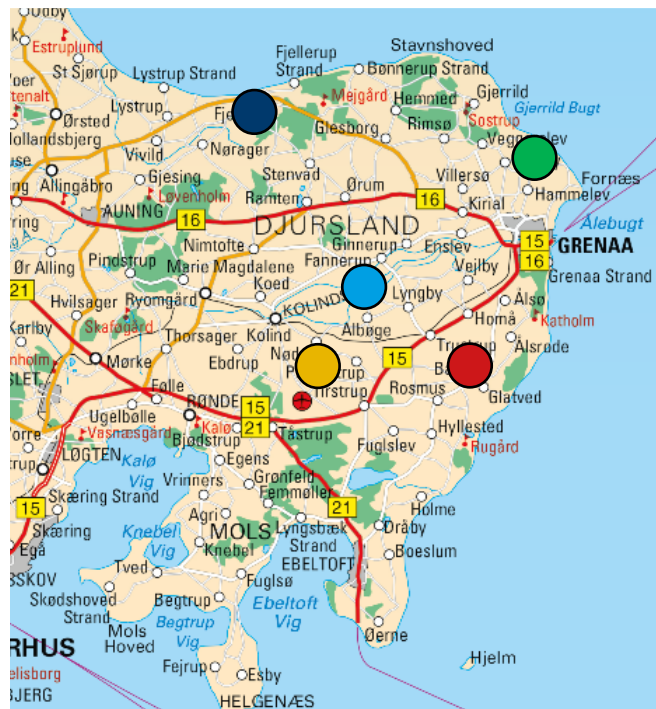 Udby
Estruplund
St Sjørup
Lystrup Strand
Fjellerup
Strand
Stavnshoved
Bønnerup Strand
Mejgård
Hemmed
Gjerrild
Gjerrild Bugt
Sostrup
Ørsted
Lystrup
Rimsø
Glesborg
Vivild
Nørager
Allingåbro
Gjesing
Løvenholm
Stenvad
Ramten
Ørum
Villersø
Hammelev
Fornæs
16
Kirial
AUNING
16
DJURSLAND
Ålebugt
Nimtofte
Ginnerup
Enslev
15
GRENAA
Fannerup
16
Ør Alling
Pindstrup
Marie Magdalene
Vejlby
Grenaa Strand
21
Koed
Hvilsager
Ryomgård
Lyngby
Ålsø
Karlby
Skaføgård
Kolind
Albøge
Homå
Katholm
Thorsager
Ålsrøde
Mørke
Ebdrup
15
Tirstrup
Følle
Rosmus
Glatved
RØNDE
15
Ugelbølle
21
Kalø
Tåstrup
Hyllested
Vasnæsgård
Bjødstrup
Fuglslev
Rugård
LØGTEN
Kalø
Vig
Egens
Skæring Strand
Vrinners
Grønfeld
Femmøller
15
Skæring
Agri
21
Holme
Knebel
Vig
MOLS
Lyngsbæk
Strand
Dråby
Egå
Knebel
EBELTOFT
Boeslum
Tved
Fuglsø
Skødshoved
Strand
Begtrup
Ebeltoft
Vig
Mols
Hoved
Begtrup
Vig
Øerne
Fejrup
Esby
Hjelm
HELGENÆS